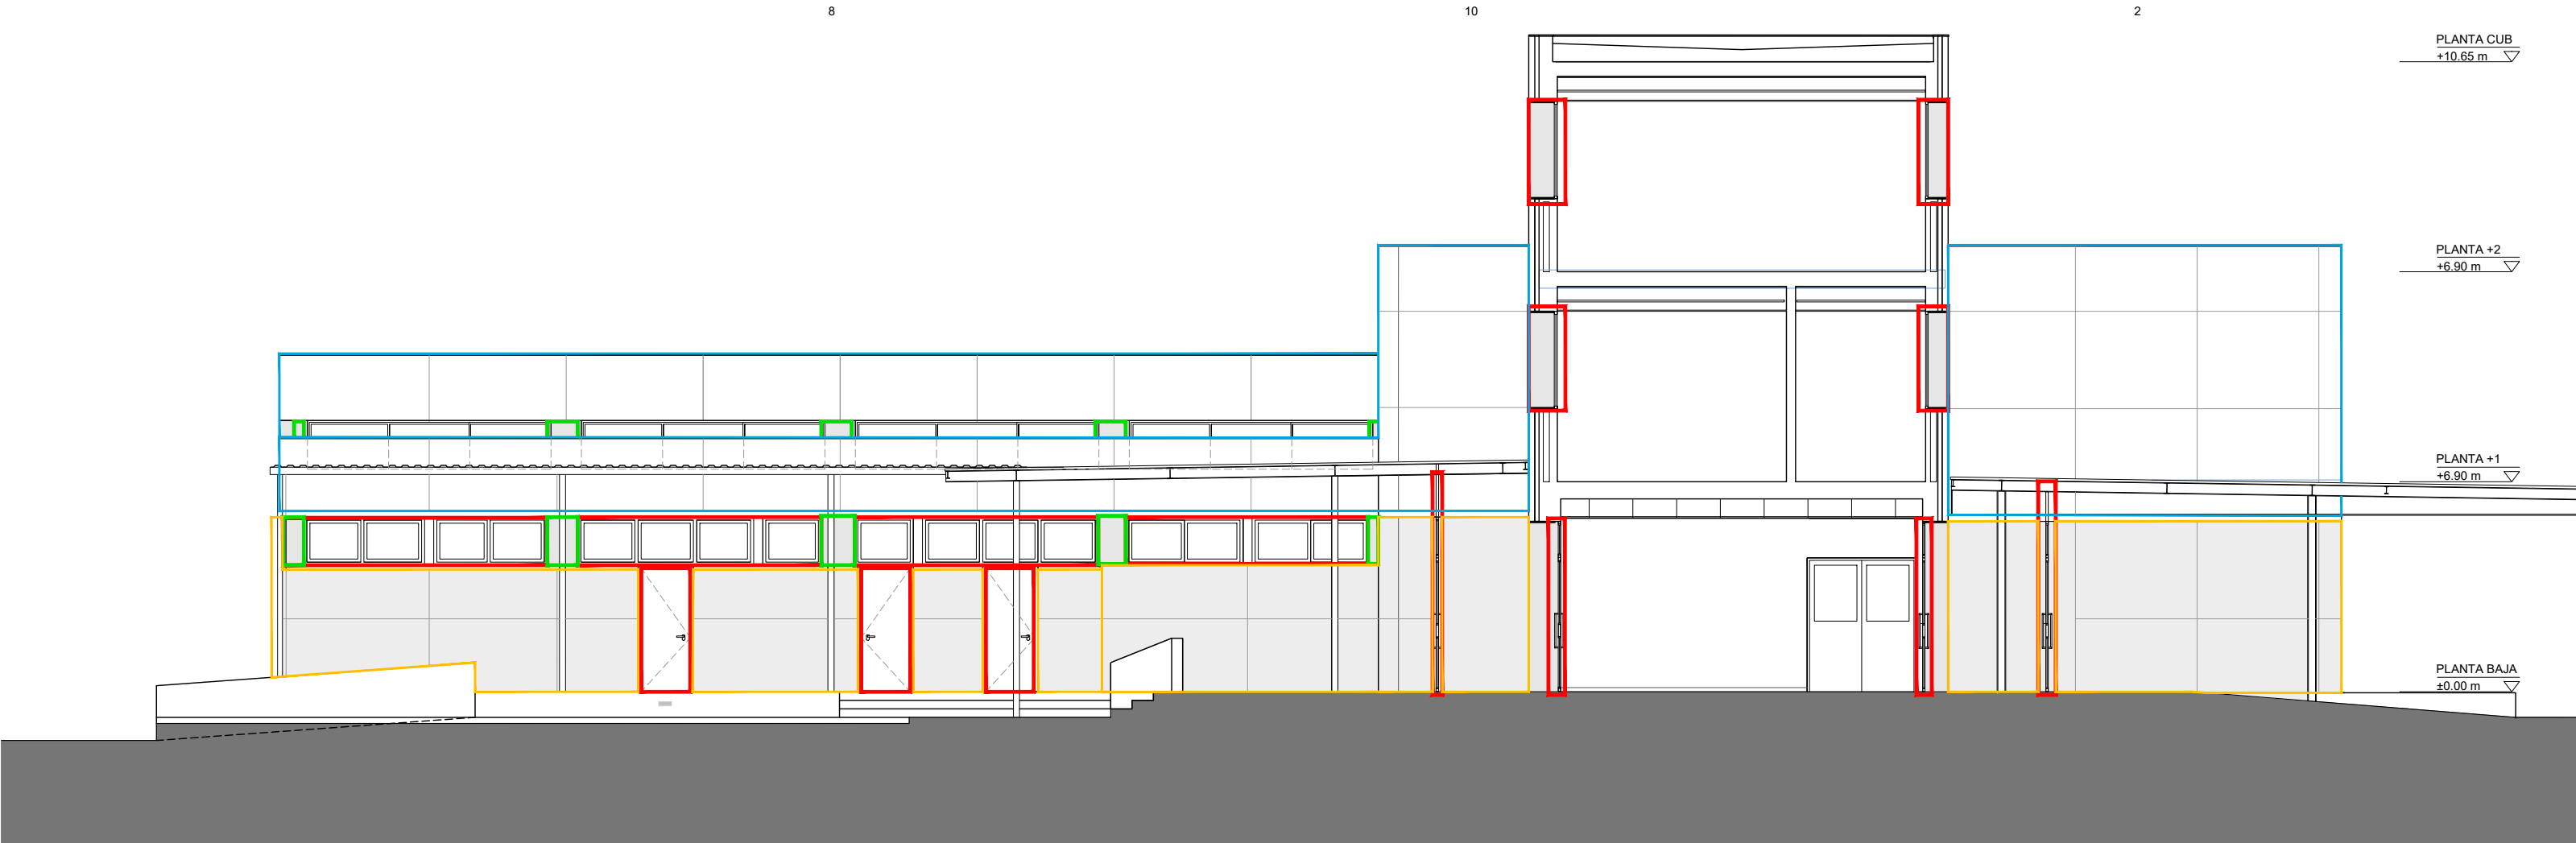 8
10
2
PLANTA CUB
+10.65 m
PLANTA +2
+6.90 m
PLANTA +1
+6.90 m
PLANTA BAJA
±0.00 m